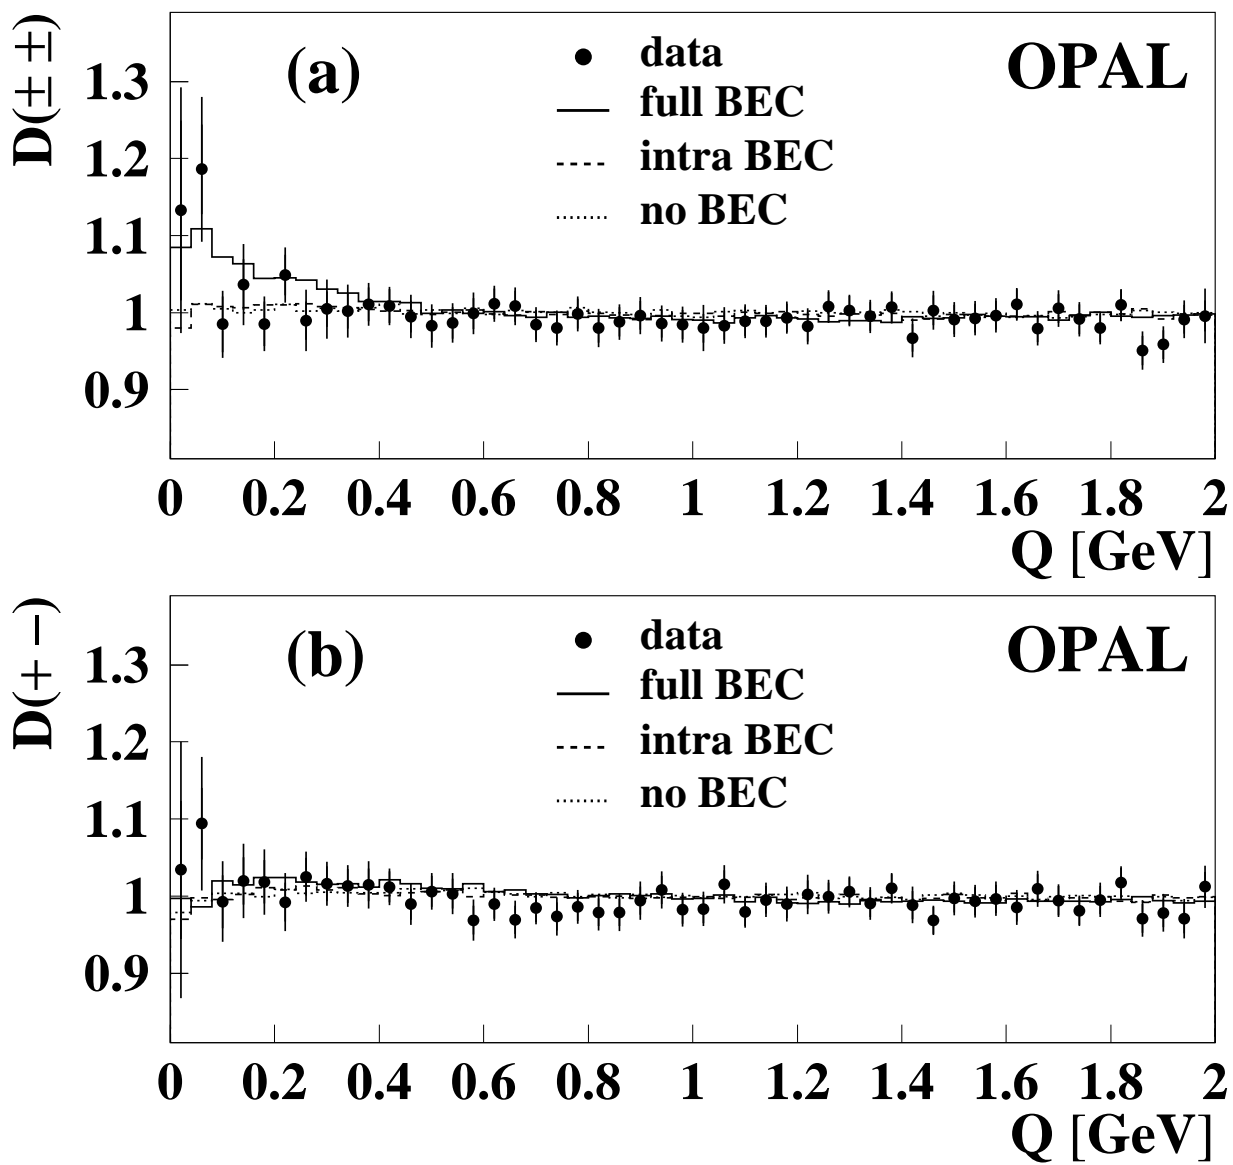 D(± ±)
(a)
data
full BEC
intra BEC
no BEC
OPAL
1.3
1.2
1.1
1
0.9
0 0.2 0.4 0.6 0.8 1 1.2 1.4 1.6 1.8 2
Q [GeV]
D(+ −)
(b)
data
full BEC
intra BEC
no BEC
OPAL
1.3
1.2
1.1
1
0.9
0 0.2 0.4 0.6 0.8 1 1.2 1.4 1.6 1.8 2
Q [GeV]